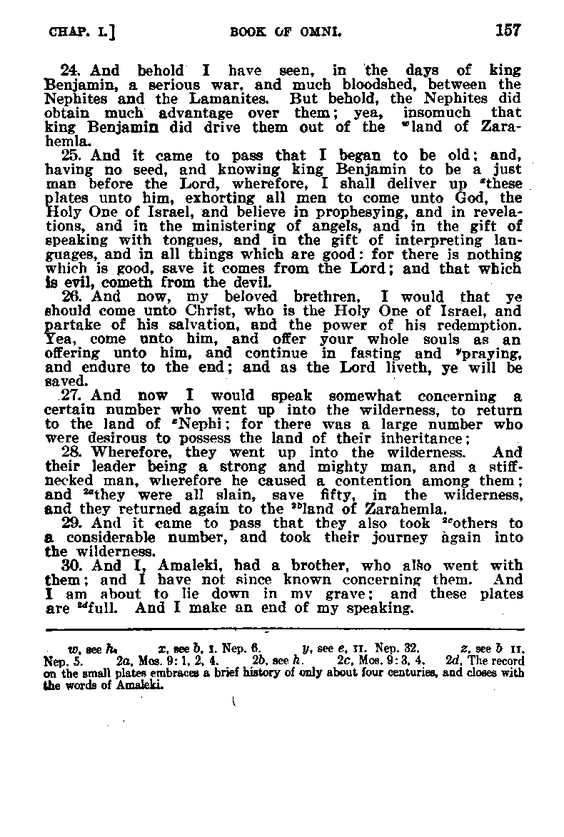 CHAP. I.] BOOK OF OMNI. 157
24. And behold I have seen, in the days of king
Benjamin, a serious war, and much bloodshed, between the
Nephites and the Lamanites. But behold, the Nephites did
obtain much advantage over them; yea, insomuch that
king Benjamin did drive them out of the ʷland of Zara-
hemla.
25. And it came to pass that I began to be old; and,
having no seed, and knowing king Benjamin to be a just
man before the Lord, wherefore, I shall deliver up ˣthese
plates unto him, exhorting all men to come unto God, the
Holy One of Israel, and believe in prophesying, and in revela-
tions, and in the ministering of angels, and in the gift of
speaking with tongues, and in the gift of interpreting lan-
guages, and in all things which are good: for there is nothing
which is good, save it comes from the Lord; and that which
is evil, cometh from the devil.
26. And now, my beloved brethren, I would that ye
should come unto Christ, who is the Holy One of Israel, and
partake of his salvation, and the power of his redemption.
Yea, come unto him, and offer your whole souls as an
offering unto him, and continue in fasting and ʸpraying,
and endure to the end; and as the Lord liveth, ye will be
saved.
27. And now I would speak somewhat concerning a
certain number who went up into the wilderness, to return
to the land of ᶻNephi; for there was a large number who
were desirous to possess the land of their inheritance;
28. Wherefore, they went up into the wilderness. And
their leader being a strong and mighty man, and a stiff-
necked man, wherefore he caused a contention among them;
and ²ᵃthey were all slain, save fifty, in the wilderness,
and they returned again to the ²ᵇland of Zarahemla.
29. And it came to pass that they also took ²ᶜothers to
a considerable number, and took their journey again into
the wilderness.
30. And I, Amaleki, had a brother, who also went with
them; and I have not since known concerning them. And
I am about to lie down in my grave; and these plates
are ²ᵈfull. And I make an end of my speaking.
w, see h. x, see b, I. Nep. 6. y, see e, II. Nep. 32. z, see b II.
Nep. 5. 2a, Mos. 9: 1, 2, 4. 2b, see h. 2c, Mos. 9: 3, 4. 2d, The record
on the small plates embraces a brief history of only about four centuries, and closes with
the words of Amaleki.